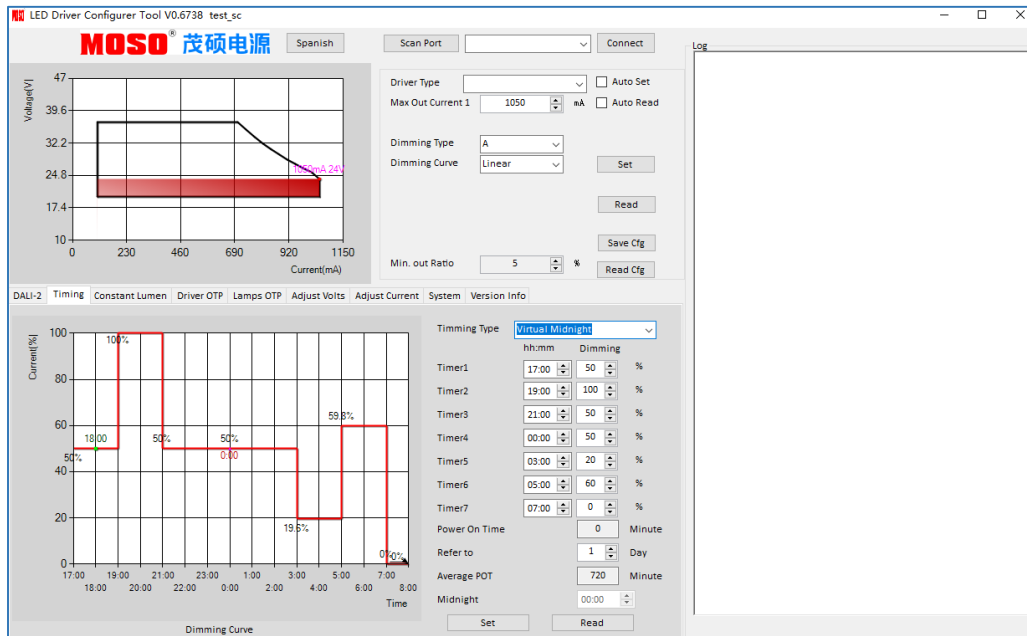 LED Driver Configurer Tool V0.6738 test_sc
MOSO® 茂硕电源
Spanish
Scan Port
Connect
Log
Voltage(V)
47
39.6
32.2
24.8
17.4
10
1050mA 24V
0 230 460 690 920 1150
Current(mA)
Driver Type
Auto Set
Max Out Current 1 1050 mA
Auto Read
Dimming Type A
Dimming Curve Linear
Set
Read
Save Cfg
Min. out Ratio 5 %
Read Cfg
DALI-2 Timing Constant Lumen Driver OTP Lamps OTP Adjust Volts Adjust Current System Version Info
Current(%)
100
80
60
40
20
0
100%
59.8%
18:00
50%
50%
50%
0:00
19.6%
0%
0%
17:00 19:00 21:00 23:00 1:00 3:00 5:00 7:00
18:00 20:00 22:00 0:00 2:00 4:00 6:00 8:00
Time
Dimming Curve
Timming Type Virtual Midnight
hh:mm Dimming
Timer1 17:00 50 %
Timer2 19:00 100 %
Timer3 21:00 50 %
Timer4 00:00 50 %
Timer5 03:00 20 %
Timer6 05:00 60 %
Timer7 07:00 0 %
Power On Time 0 Minute
Refer to 1 Day
Average POT 720 Minute
Midnight 00:00
Set Read